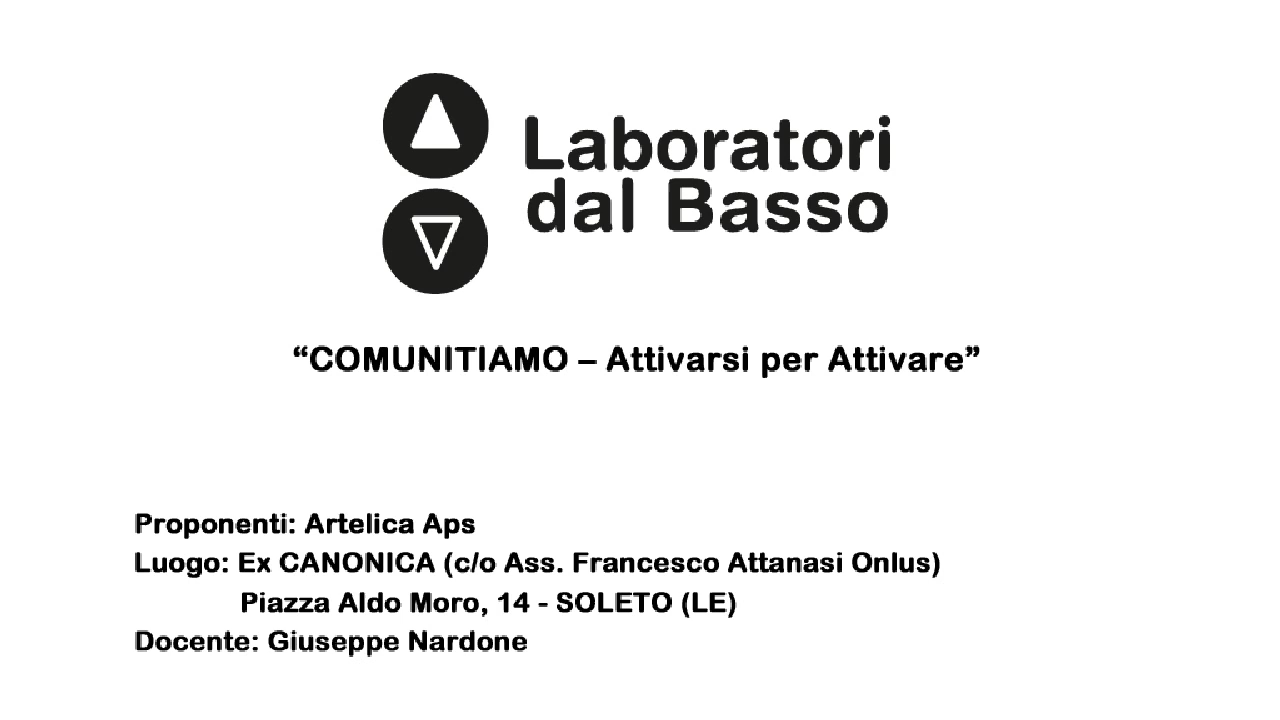 Laboratori
dal Basso
“COMUNITIAMO – Attivarsi per Attivare”
Proponenti: Artelica Aps
Luogo: Ex CANONICA (c/o Ass. Francesco Attanasi Onlus)
Piazza Aldo Moro, 14 - SOLETO (LE)
Docente: Giuseppe Nardone